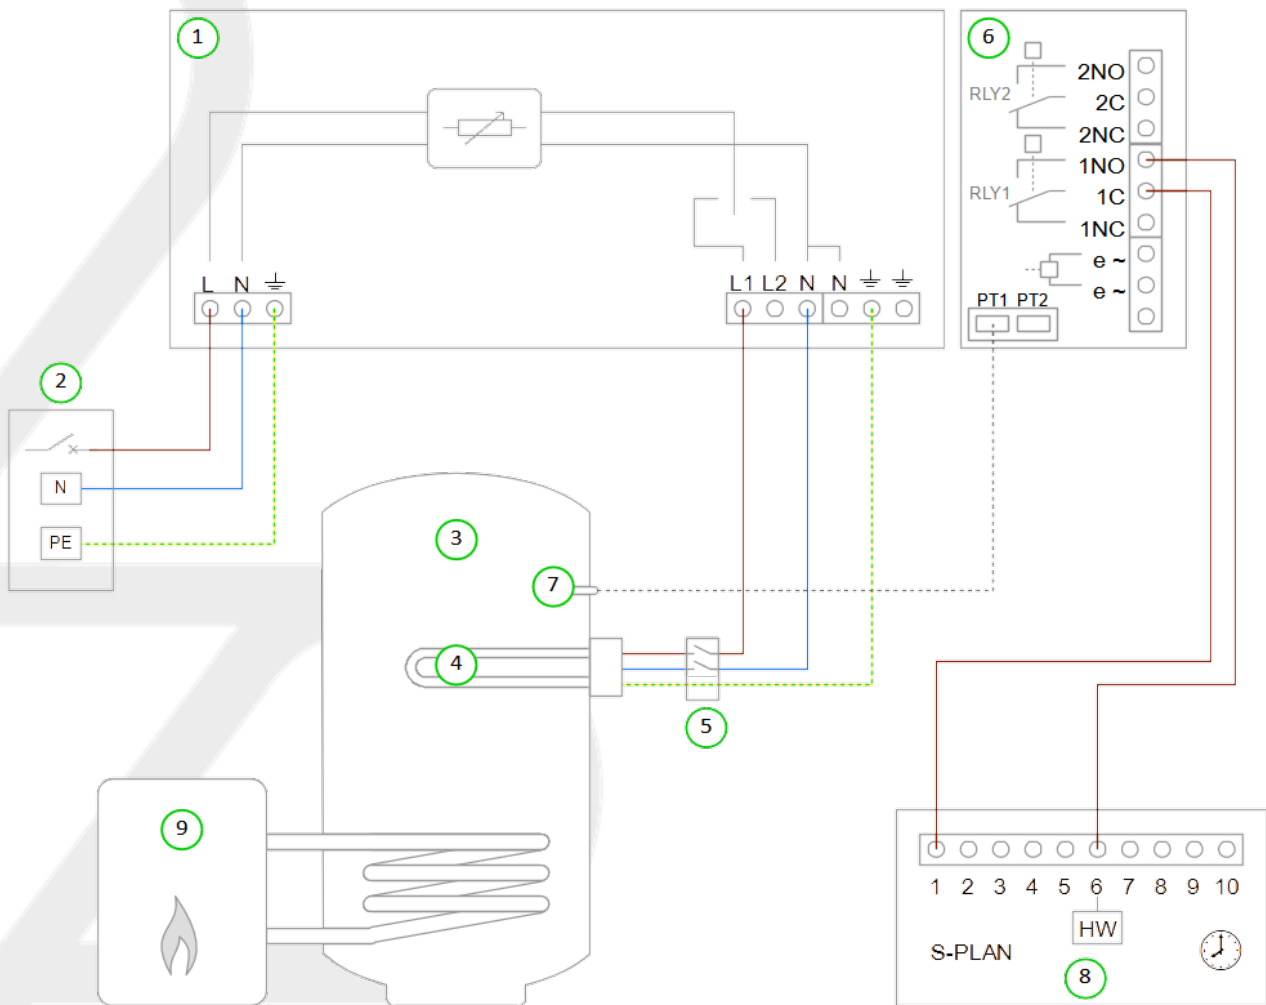 1
6
2NO
RLY2
2C
2NC
1NO
RLY1
1C
1NC
e ~
e ~
PT1 PT2
L N
L1 L2 N N
2
N
PE
3
7
4
5
9
1 2 3 4 5 6 7 8 9 10
HW
S-PLAN
8